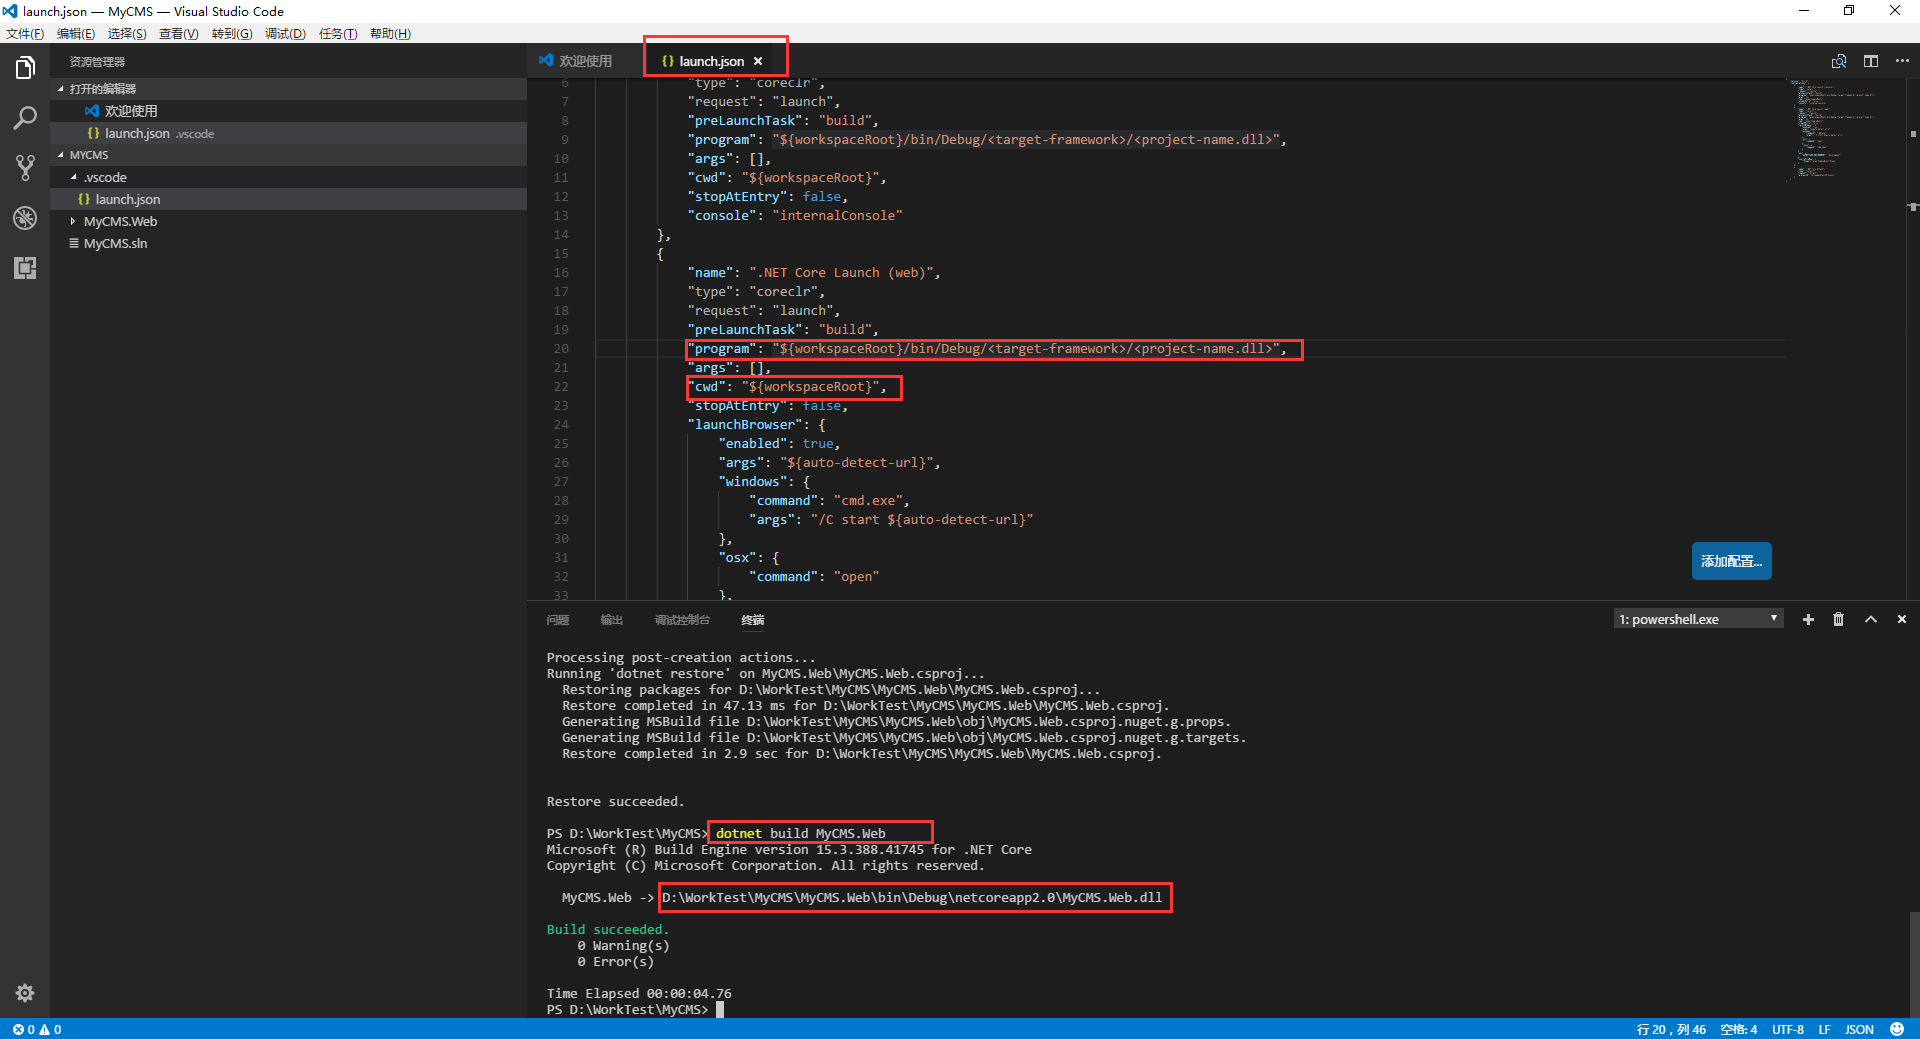 launch.json — MyCMS — Visual Studio Code
文件(F) 编辑(E) 选择(S) 查看(V) 转到(G) 调试(D) 任务(T) 帮助(H)
资源管理器
打开的编辑器
欢迎使用
{} launch.json .vscode
MYCMS
.vscode
{} launch.json
MyCMS.Web
MyCMS.sln
欢迎使用
{} launch.json
6 "type": "coreclr",
7 "request": "launch",
8 "preLaunchTask": "build",
9 "program": "${workspaceRoot}/bin/Debug/<target-framework>/<project-name.dll>",
10 "args": [],
11 "cwd": "${workspaceRoot}",
12 "stopAtEntry": false,
13 "console": "internalConsole"
14 },
15 {
16 "name": ".NET Core Launch (web)",
17 "type": "coreclr",
18 "request": "launch",
19 "preLaunchTask": "build",
20 "program": "${workspaceRoot}/bin/Debug/<target-framework>/<project-name.dll>",
21 "args": [],
22 "cwd": "${workspaceRoot}",
23 "stopAtEntry": false,
24 "launchBrowser": {
25 "enabled": true,
26 "args": "${auto-detect-url}",
27 "windows": {
28 "command": "cmd.exe",
29 "args": "/C start ${auto-detect-url}"
30 },
31 "osx": {
32 "command": "open"
33 },
添加配置...
问题 输出 调试控制台 终端
1: powershell.exe
Processing post-creation actions...
Running 'dotnet restore' on MyCMS.Web\MyCMS.Web.csproj...
Restoring packages for D:\WorkTest\MyCMS\MyCMS.Web\MyCMS.Web.csproj...
Restore completed in 47.13 ms for D:\WorkTest\MyCMS\MyCMS.Web\MyCMS.Web.csproj.
Generating MSBuild file D:\WorkTest\MyCMS\MyCMS.Web\obj\MyCMS.Web.csproj.nuget.g.props.
Generating MSBuild file D:\WorkTest\MyCMS\MyCMS.Web\obj\MyCMS.Web.csproj.nuget.g.targets.
Restore completed in 2.9 sec for D:\WorkTest\MyCMS\MyCMS.Web\MyCMS.Web.csproj.
Restore succeeded.
PS D:\WorkTest\MyCMS> dotnet build MyCMS.Web
Microsoft (R) Build Engine version 15.3.388.41745 for .NET Core
Copyright (C) Microsoft Corporation. All rights reserved.
MyCMS.Web -> D:\WorkTest\MyCMS\MyCMS.Web\bin\Debug\netcoreapp2.0\MyCMS.Web.dll
Build succeeded.
0 Warning(s)
0 Error(s)
Time Elapsed 00:00:04.76
PS D:\WorkTest\MyCMS>
0 0 行 20，列 46 空格: 4 UTF-8 LF JSON